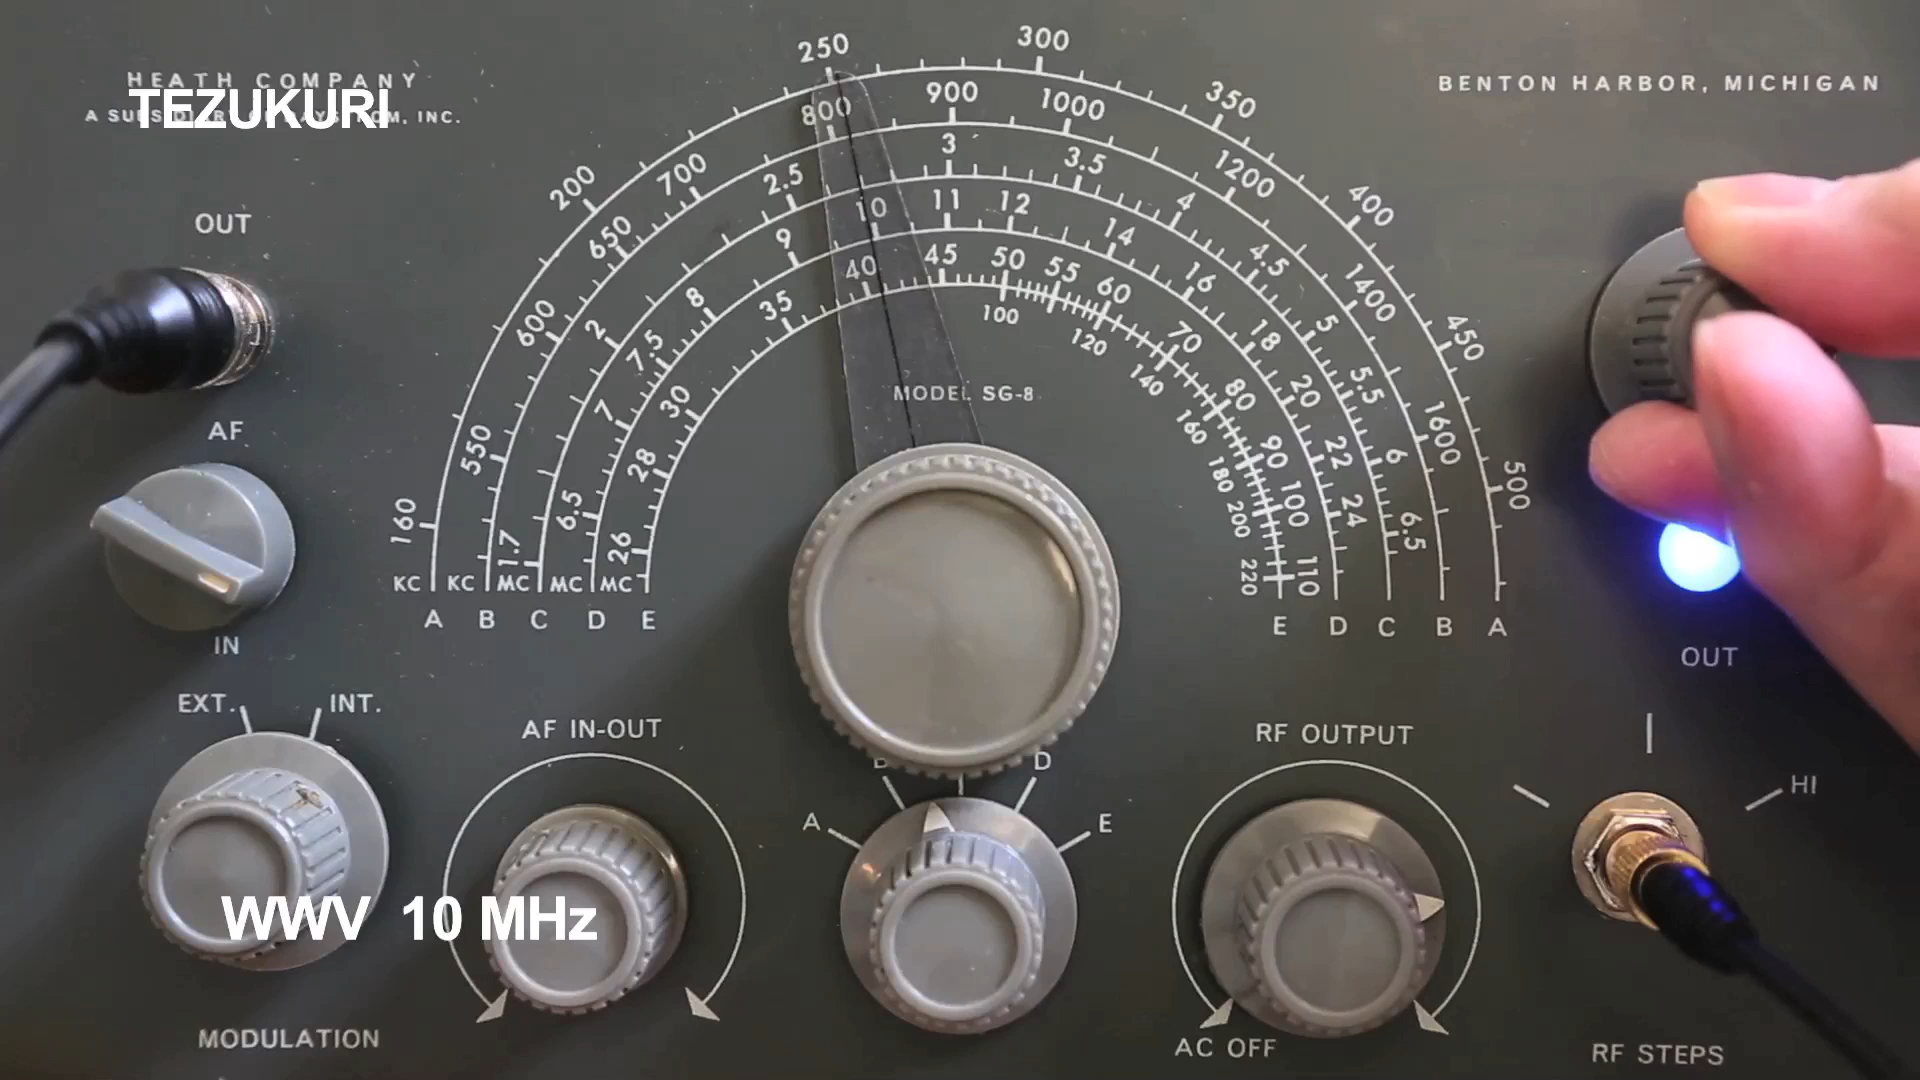 HEATH COMPANY
A SUBSIDIARY OF DAYSTROM, INC.
TEZUKURI
BENTON HARBOR, MICHIGAN
OUT
AF
IN
EXT. INT.
MODULATION
AF IN-OUT
160 200 250 300 350 400 450 500
550 600 650 700 800 900 1000 1200 1400 1600
1.7 2 2.5 3 3.5 4 4.5 5 5.5 6 6.5
6.5 7 7.5 8 9 10 11 12 14 16 18 20 22 24
26 28 30 35 40 45 50 55 60 70 80 90 100 110
100 120 140 160 180 200 220
MODEL SG-8
KC KC MC MC MC
A B C D E
E D C B A
A B D E
RF OUTPUT
AC OFF
OUT
HI
RF STEPS
WWV 10 MHz